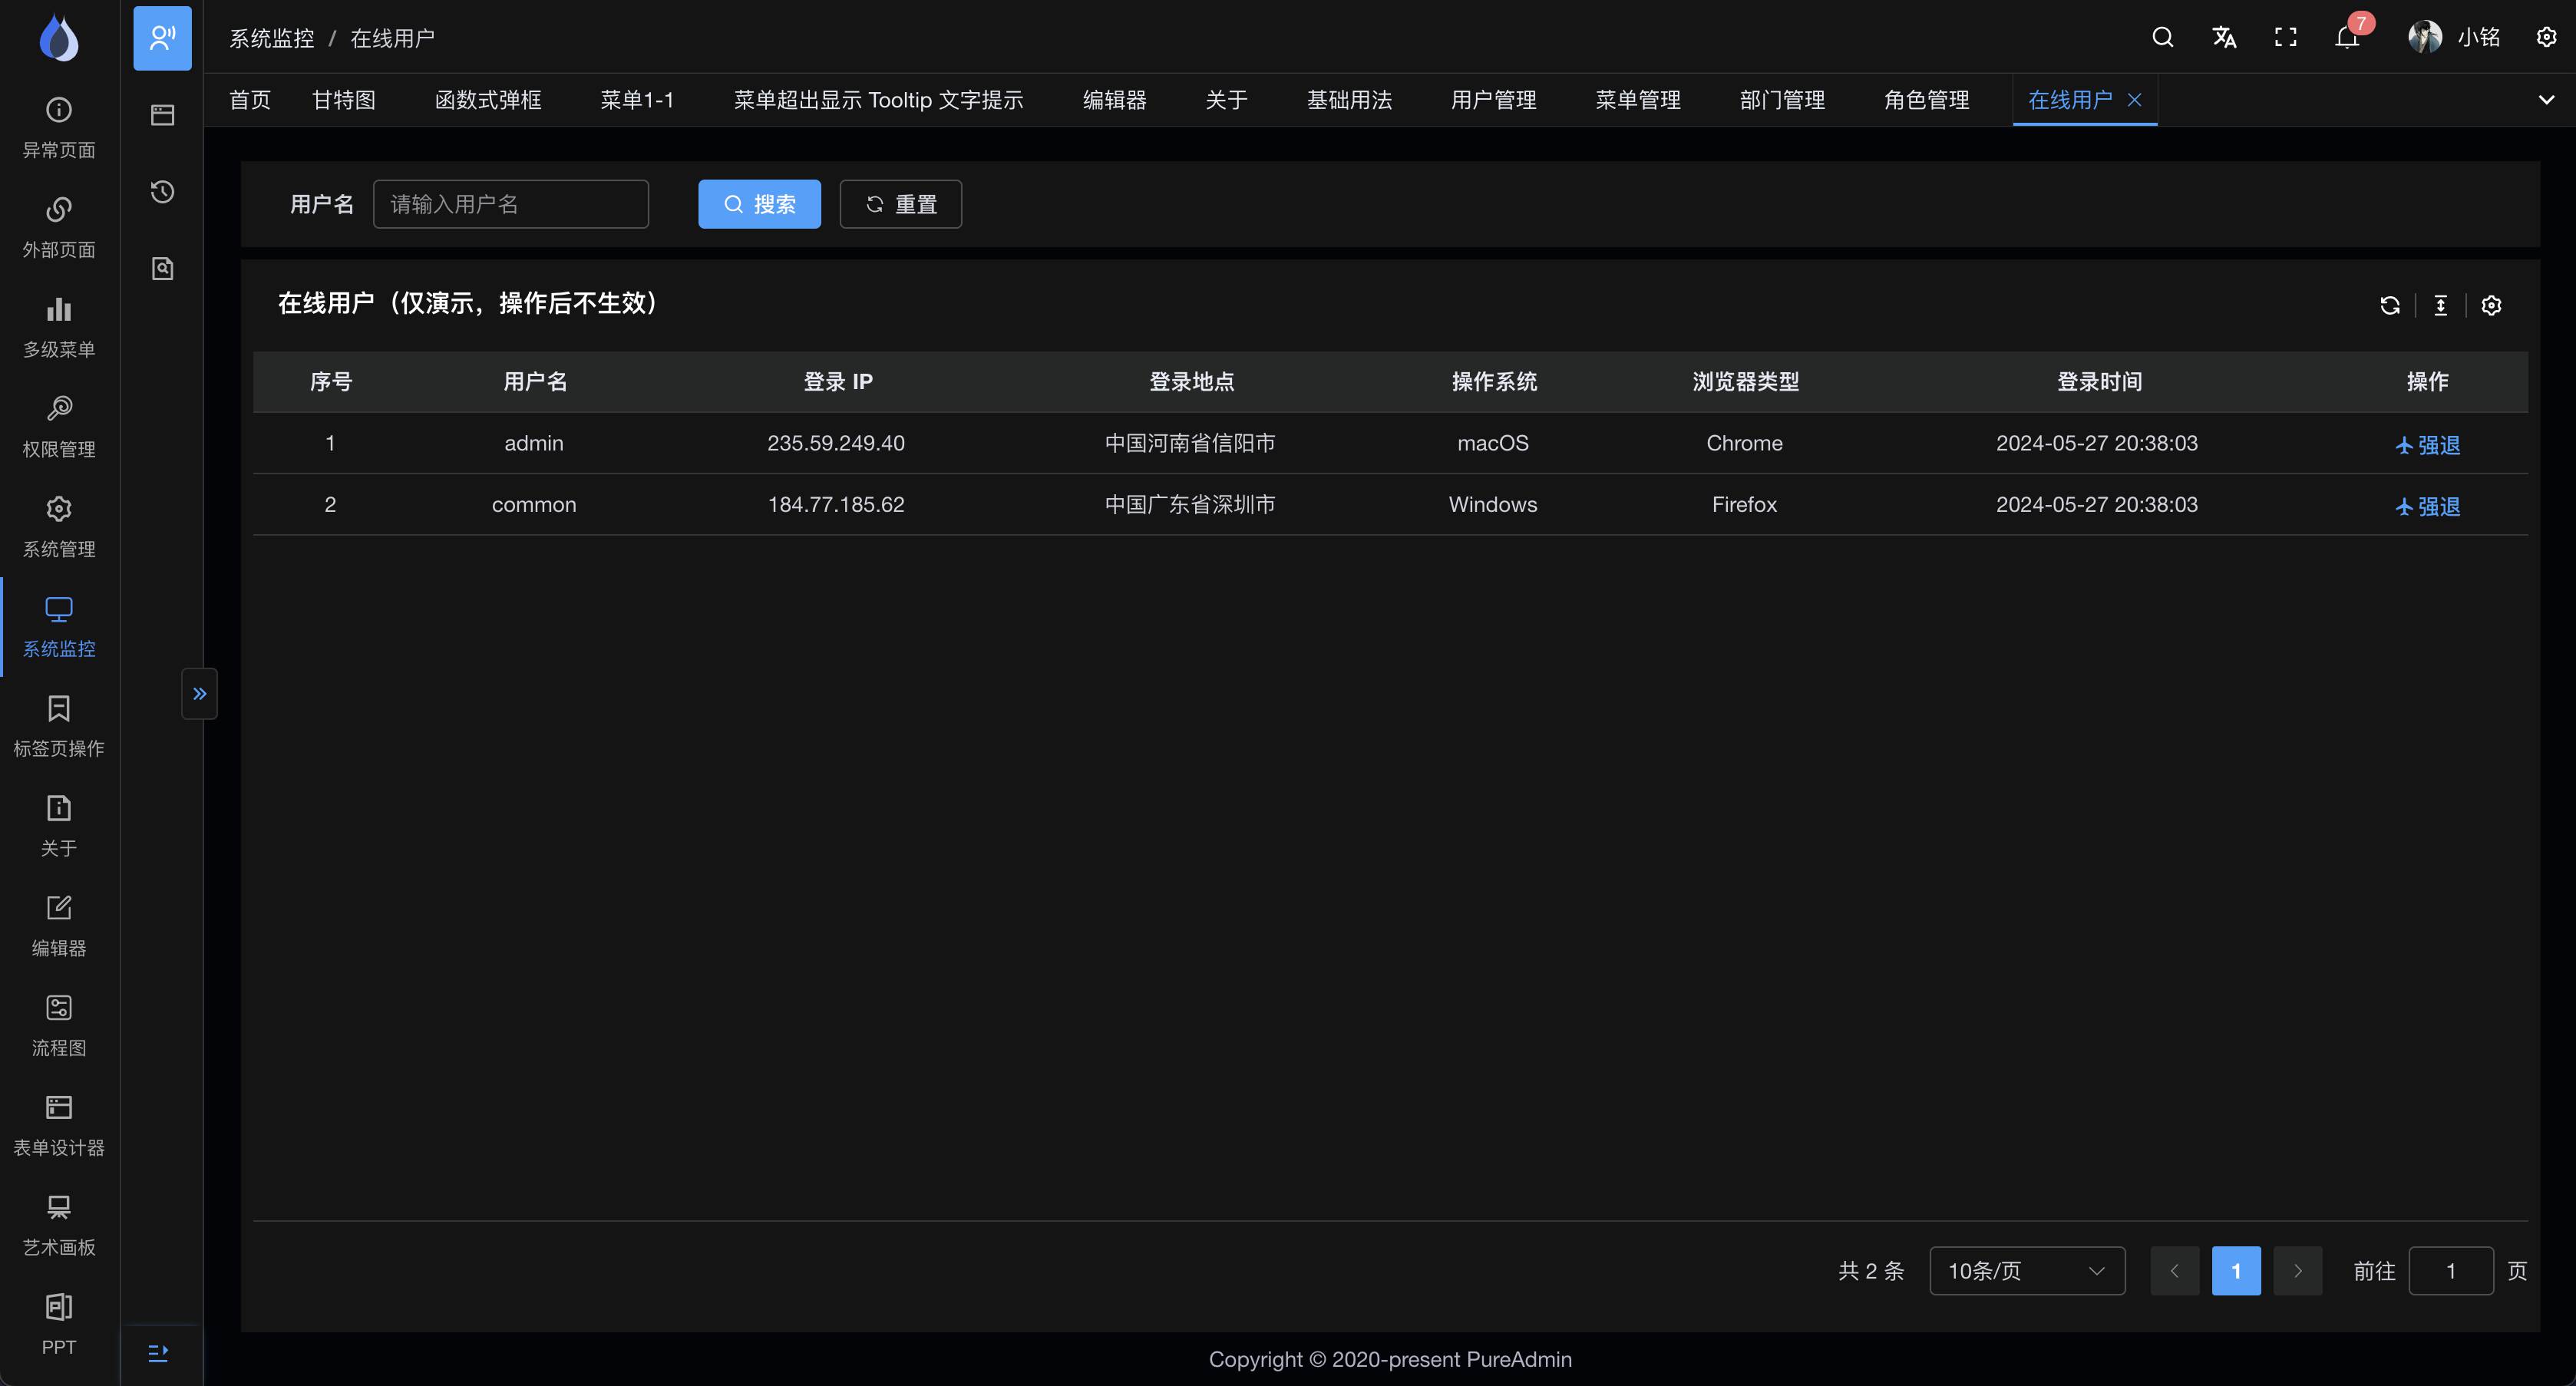 系统监控 / 在线用户
7
小铭
首页 甘特图 函数式弹框 菜单1-1 菜单超出显示 Tooltip 文字提示 编辑器 关于 基础用法 用户管理 菜单管理 部门管理 角色管理 在线用户
异常页面
外部页面
多级菜单
权限管理
系统管理
系统监控
标签页操作
关于
编辑器
流程图
表单设计器
艺术画板
PPT
用户名 请输入用户名 搜索 重置
在线用户（仅演示，操作后不生效）
序号 用户名 登录 IP 登录地点 操作系统 浏览器类型 登录时间 操作
1 admin 235.59.249.40 中国河南省信阳市 macOS Chrome 2024-05-27 20:38:03 强退
2 common 184.77.185.62 中国广东省深圳市 Windows Firefox 2024-05-27 20:38:03 强退
共 2 条 10条/页 1 前往 1 页
Copyright © 2020-present PureAdmin